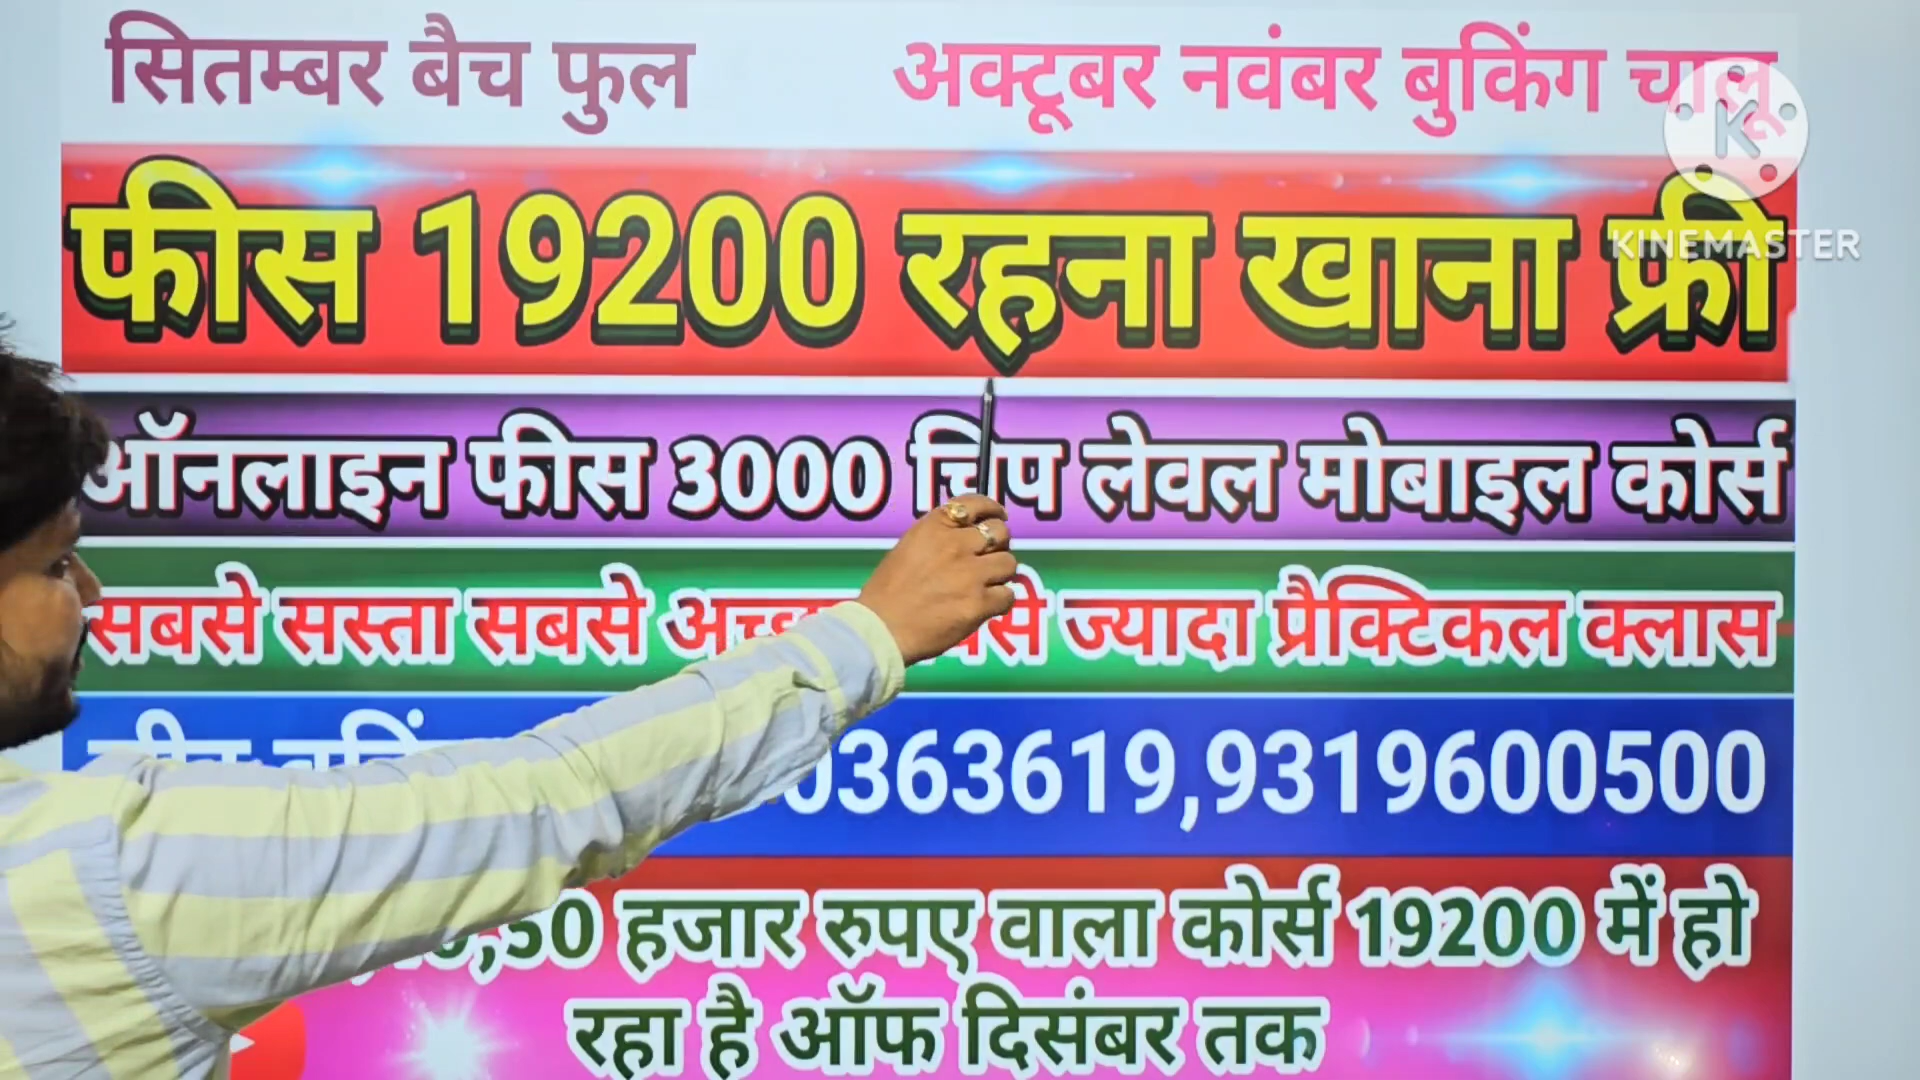 सितम्बर बैच फुल अक्टूबर नवंबर बुकिंग चालू
फीस 19200 रहना खाना फ्री
KINEMASTER
ऑनलाइन फीस 3000 चिप लेवल मोबाइल कोर्स
सबसे सस्ता सबसे ज्यादा प्रैक्टिकल क्लास
0363619,9319600500
50 हजार रुपए वाला कोर्स 19200 में हो
रहा है ऑफ दिसंबर तक